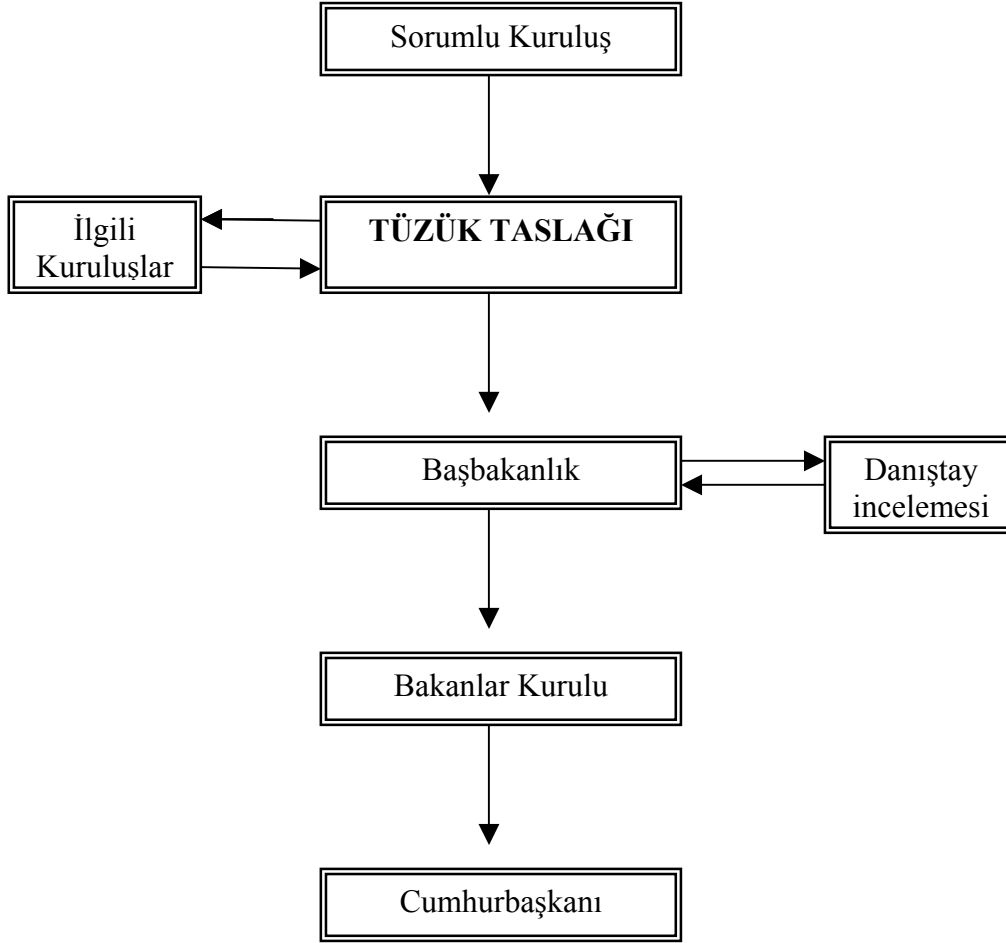 Sorumlu Kuruluş
İlgili
Kuruluşlar
TÜZÜK TASLAĞI
Başbakanlık
Danıştay
incelemesi
Bakanlar Kurulu
Cumhurbaşkanı